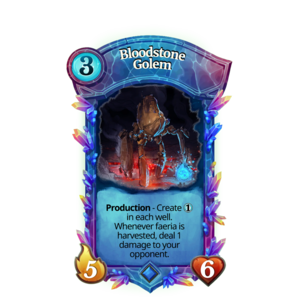 3
Bloodstone
Golem
Production - Create 1
in each well.
Whenever faeria is
harvested, deal 1
damage to your
opponent.
5
6